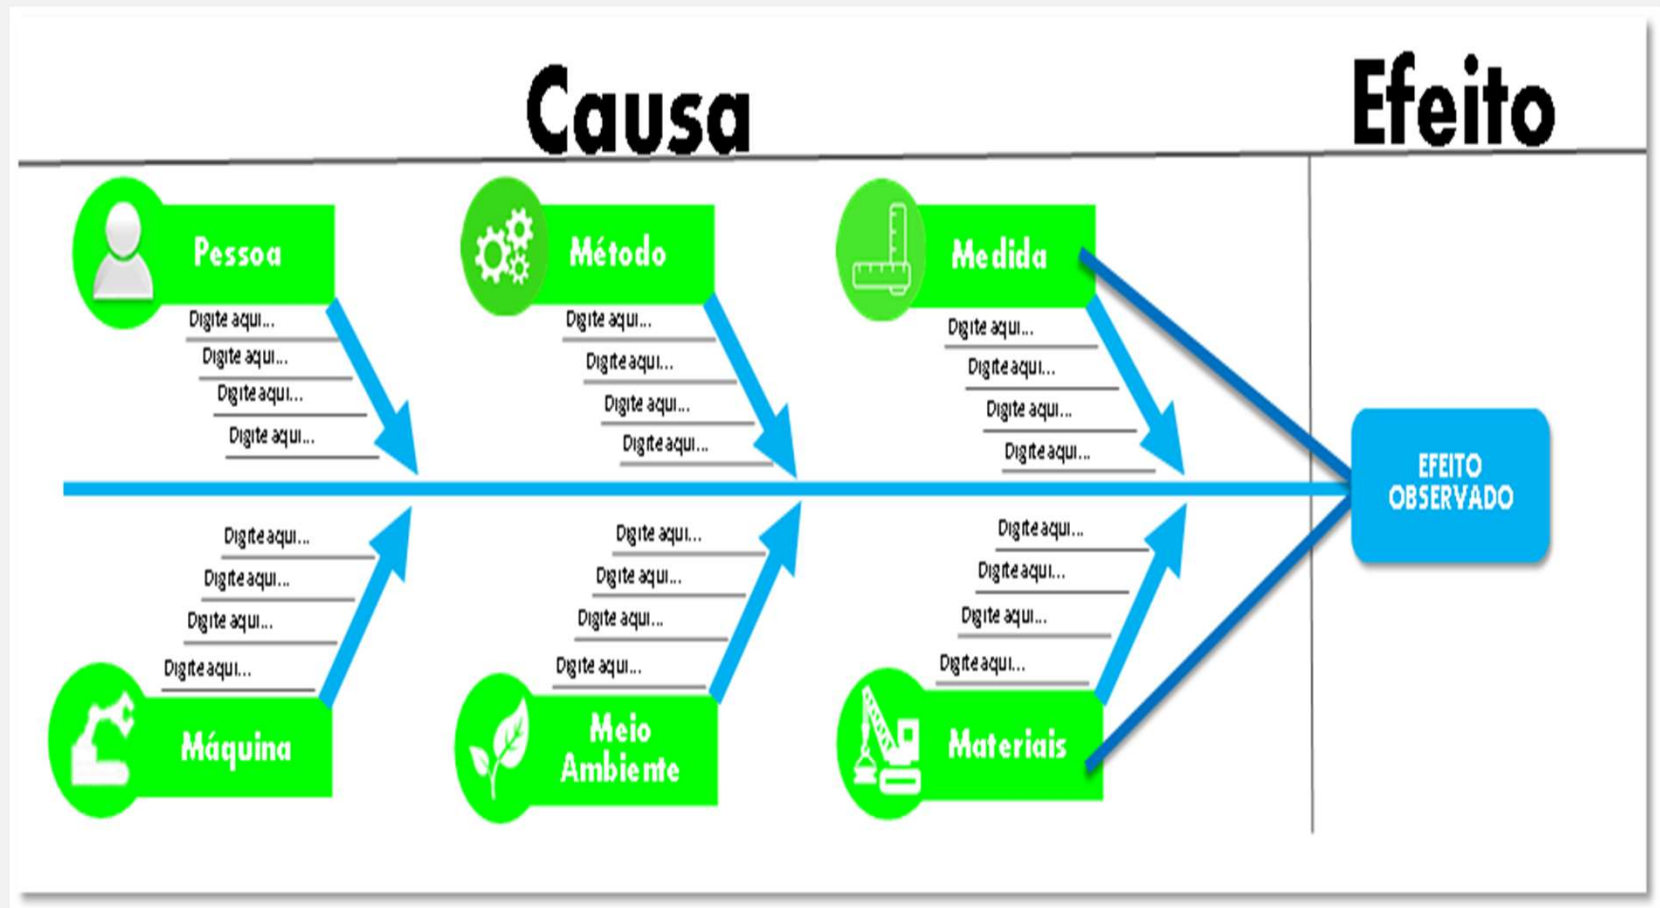 Causa
Efeito
Pessoa
Digite aqui...
Digite aqui...
Digite aqui...
Digite aqui...
Método
Digite aqui...
Digite aqui...
Digite aqui...
Digite aqui...
Medida
Digite aqui...
Digite aqui...
Digite aqui...
Digite aqui...
EFEITO
OBSERVADO
Digite aqui...
Digite aqui...
Digite aqui...
Digite aqui...
Máquina
Digite aqui...
Digite aqui...
Digite aqui...
Digite aqui...
Meio
Ambiente
Digite aqui...
Digite aqui...
Digite aqui...
Digite aqui...
Materiais